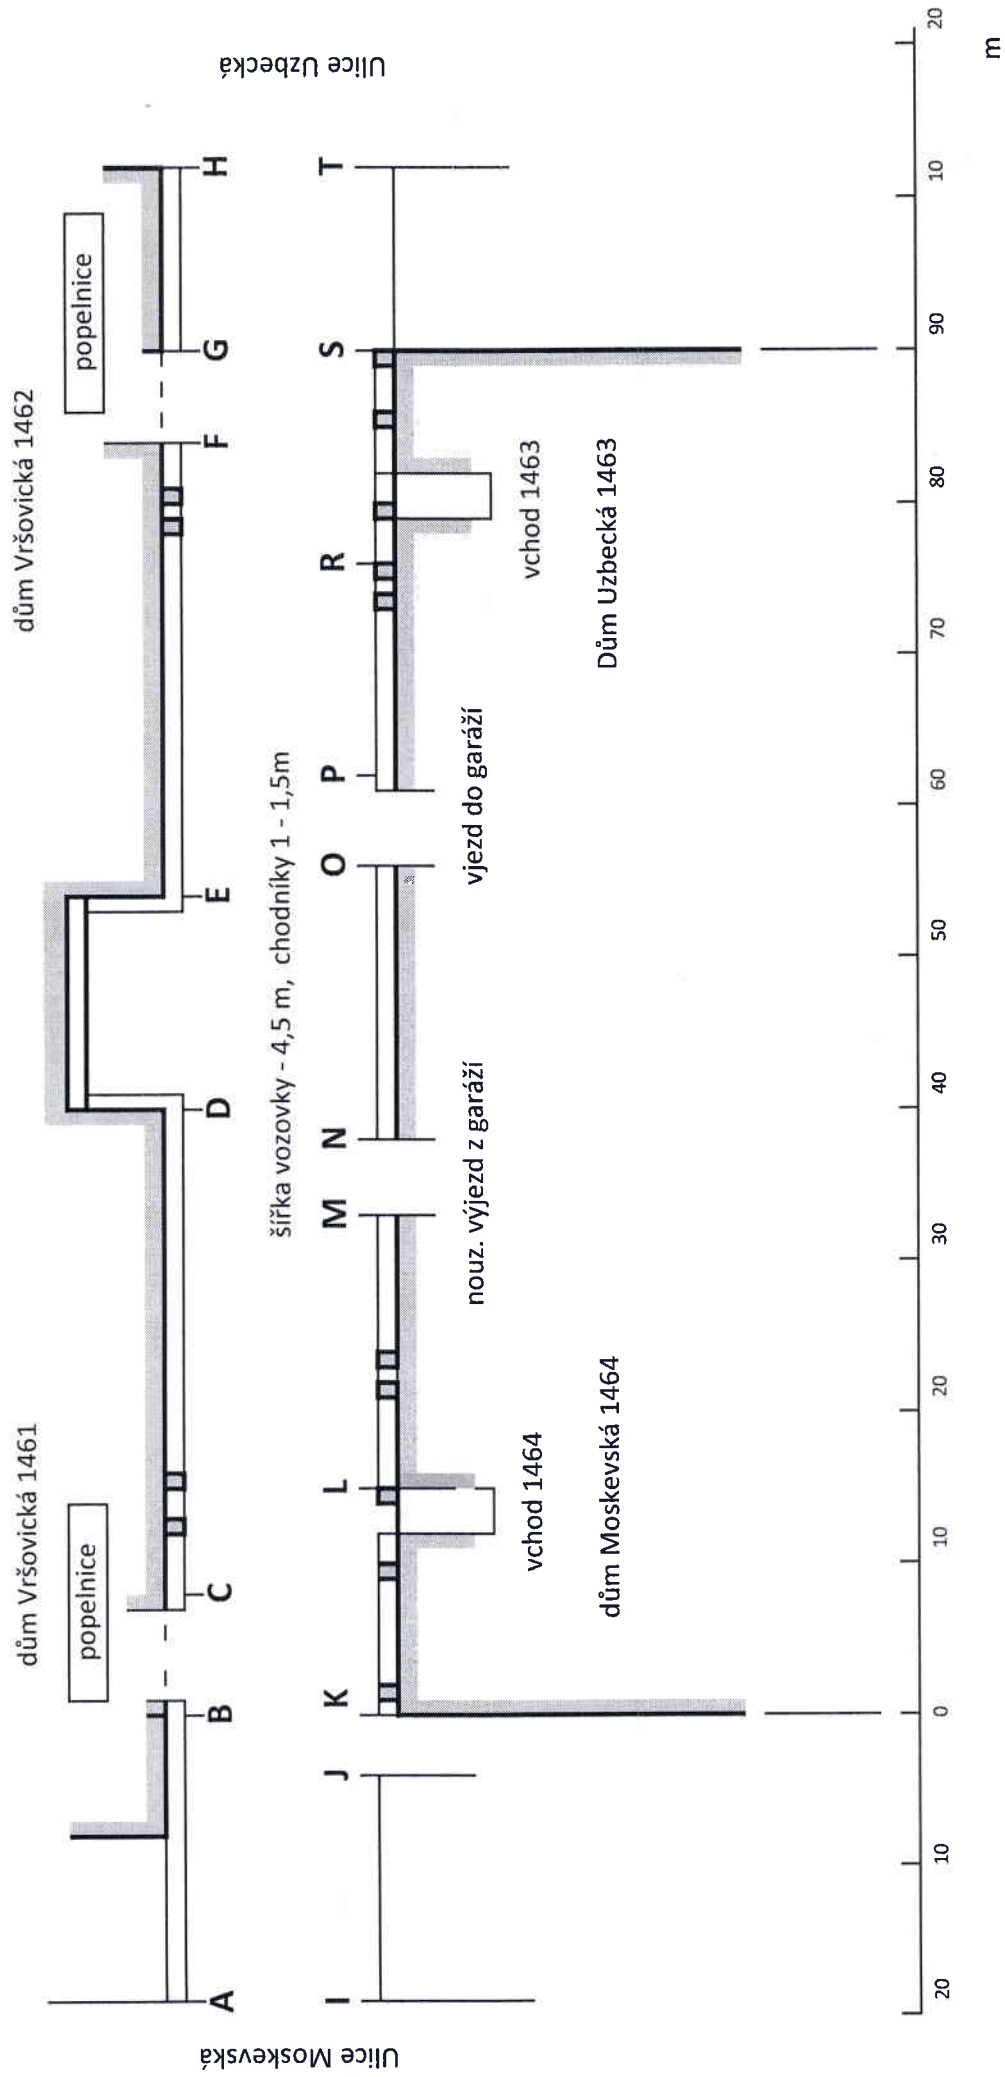 dům Vršovická 1461
dům Vršovická 1462
popelnice
popelnice
A
B
C
D
E
F
G
H
Ulice Moskevská
šířka vozovky - 4,5 m, chodníky 1 - 1,5m
Ulice Uzbecká
I
J
K
L
M
N
O
P
R
S
T
nouz. výjezd z garáží
vjezd do garáží
vchod 1464
vchod 1463
dům Moskevská 1464
Dům Uzbecká 1463
20
10
0
10
20
30
40
50
60
70
80
90
10
20
m